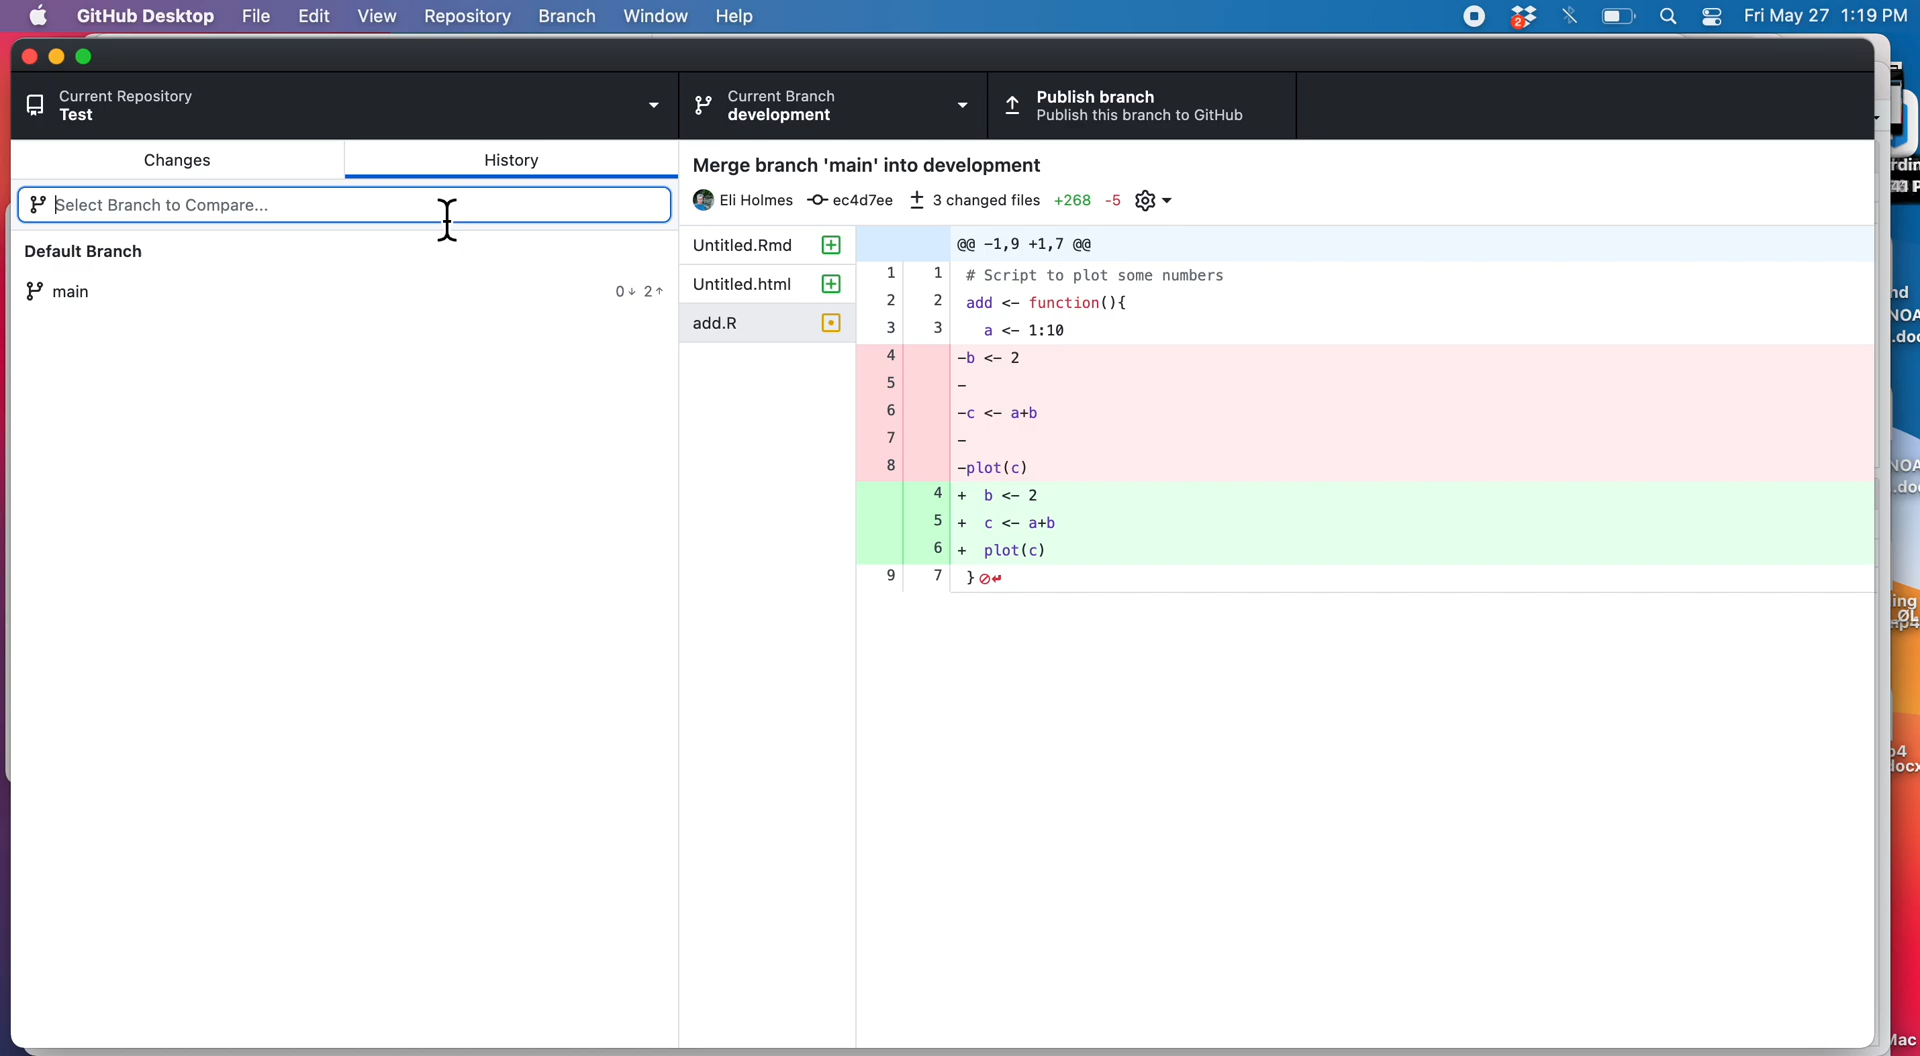 GitHub Desktop File Edit View Repository Branch Window Help 2 Fri May 27 1:19 PM
Current Repository
Test
Current Branch
development
Publish branch
Publish this branch to GitHub
Changes History
Select Branch to Compare...
Default Branch
main 0↓ 2↑
Merge branch 'main' into development
Eli Holmes ec4d7ee 3 changed files +268 -5
Untitled.Rmd
Untitled.html
add.R
@@ -1,9 +1,7 @@
1 1 # Script to plot some numbers
2 2 add <- function(){
3 3 a <- 1:10
4 -b <- 2
5 -
6 -c <- a+b
7 -
8 -plot(c)
4 + b <- 2
5 + c <- a+b
6 + plot(c)
9 7 }